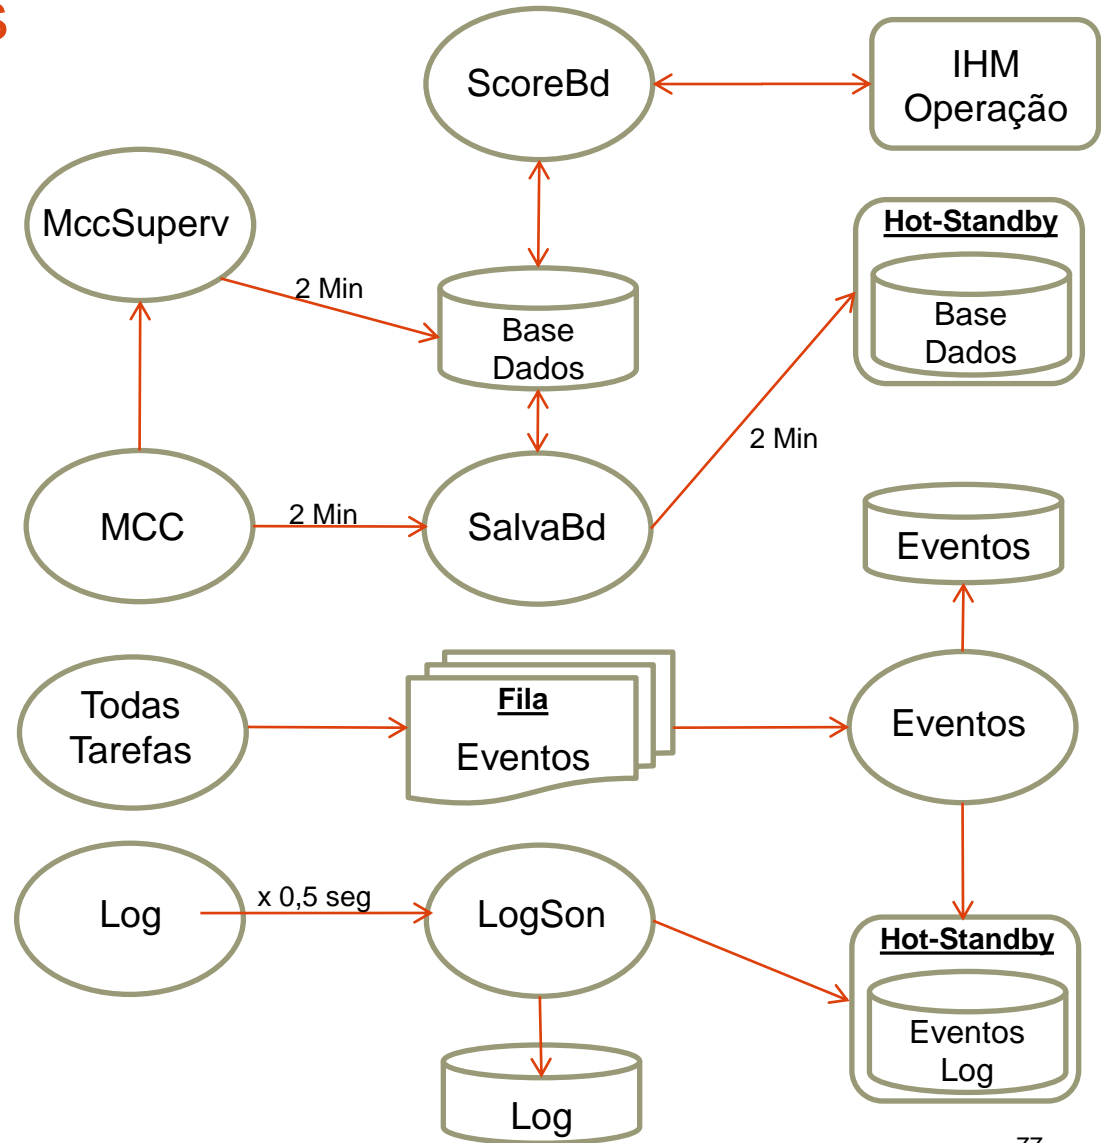 s
ScoreBd
IHM
Operação
MccSuperv
Hot-Standby
2 Min
Base
Dados
Base
Dados
2 Min
MCC
2 Min
SalvaBd
Eventos
Todas
Tarefas
Fila
Eventos
Eventos
Log
x 0,5 seg
LogSon
Hot-Standby
Eventos
Log
Log